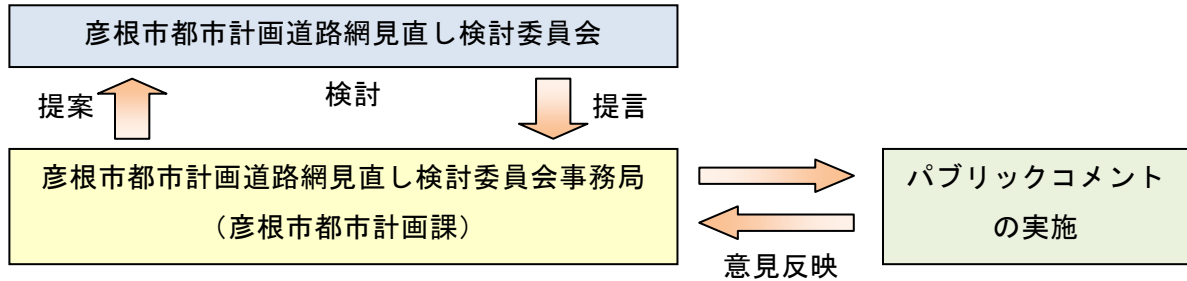 彦根市都市計画道路網見直し検討委員会
提案
検討
提言
彦根市都市計画道路網見直し検討委員会事務局
（彦根市都市計画課）
パブリックコメント
の実施
意見反映